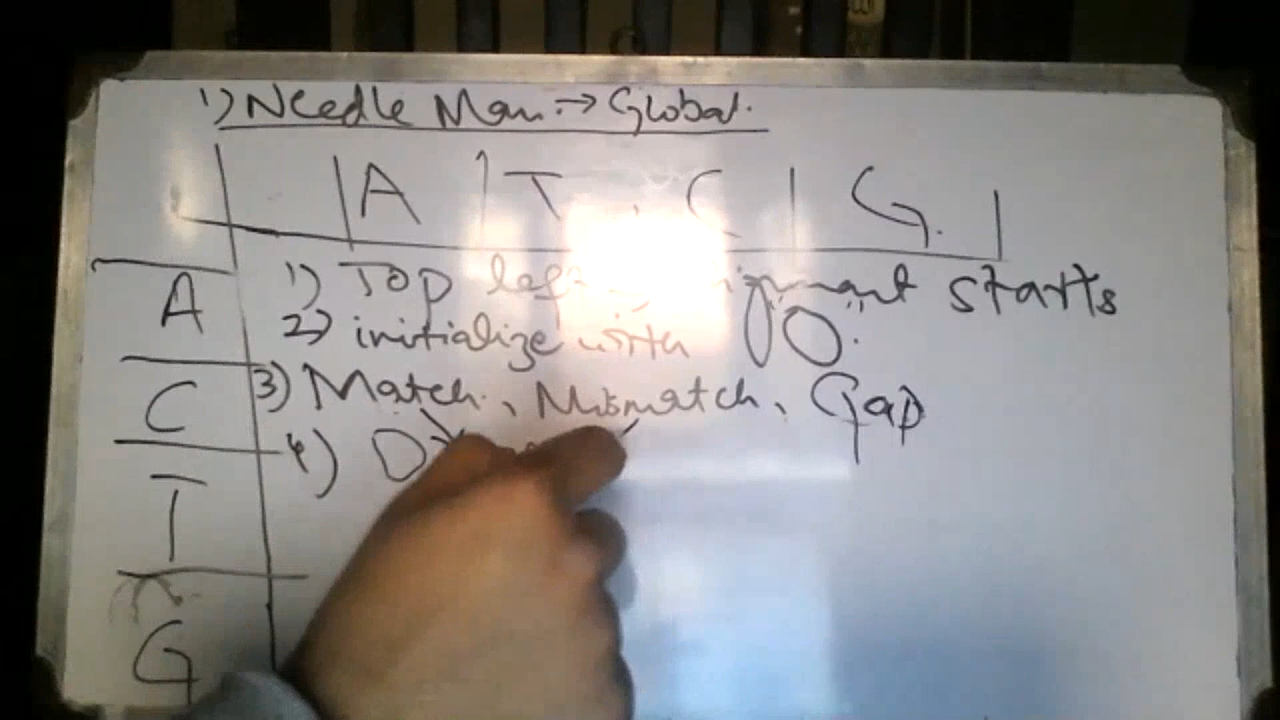 1) Needle Man. → Global.
A T C G.
1) Top left starts
A
2) initialize with 0.
3) Match, Mismatch, Gap
C
4)
T
G